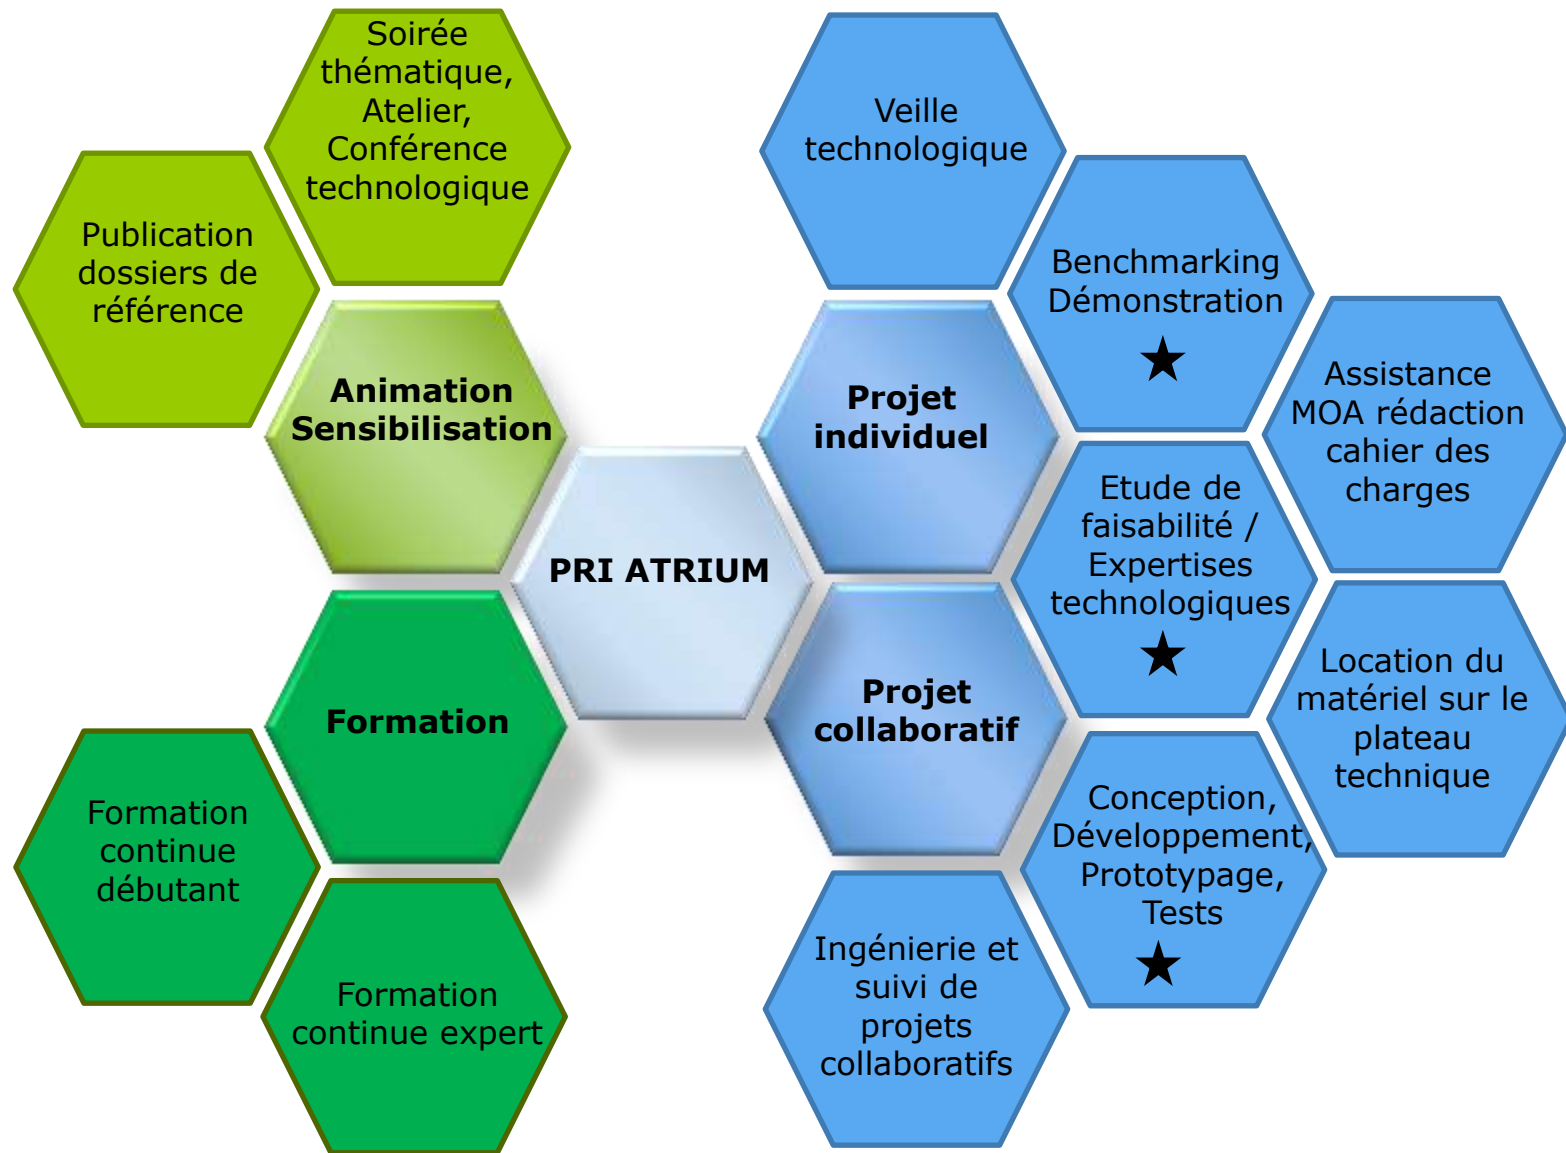 Soirée
thématique,
Atelier,
Conférence
technologique
Publication
dossiers de
référence
Animation
Sensibilisation
PRI ATRIUM
Formation
Formation
continue
débutant
Formation
continue expert
Veille
technologique
Benchmarking
Démonstration
Projet
individuel
Assistance
MOA rédaction
cahier des
charges
Etude de
faisabilité /
Expertises
technologiques
Projet
collaboratif
Location du
matériel sur le
plateau
technique
Conception,
Développement,
Prototypage,
Tests
Ingénierie et
suivi de
projets
collaboratifs